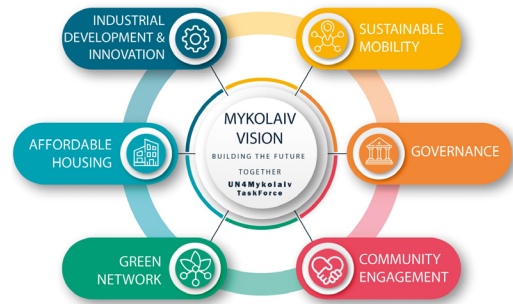 INDUSTRIAL
DEVELOPMENT &
INNOVATION
SUSTAINABLE
MOBILITY
AFFORDABLE
HOUSING
MYKOLAIV
VISION
BUILDING THE FUTURE
TOGETHER
UN4Mykolaiv
TaskForce
GOVERNANCE
GREEN
NETWORK
COMMUNITY
ENGAGEMENT